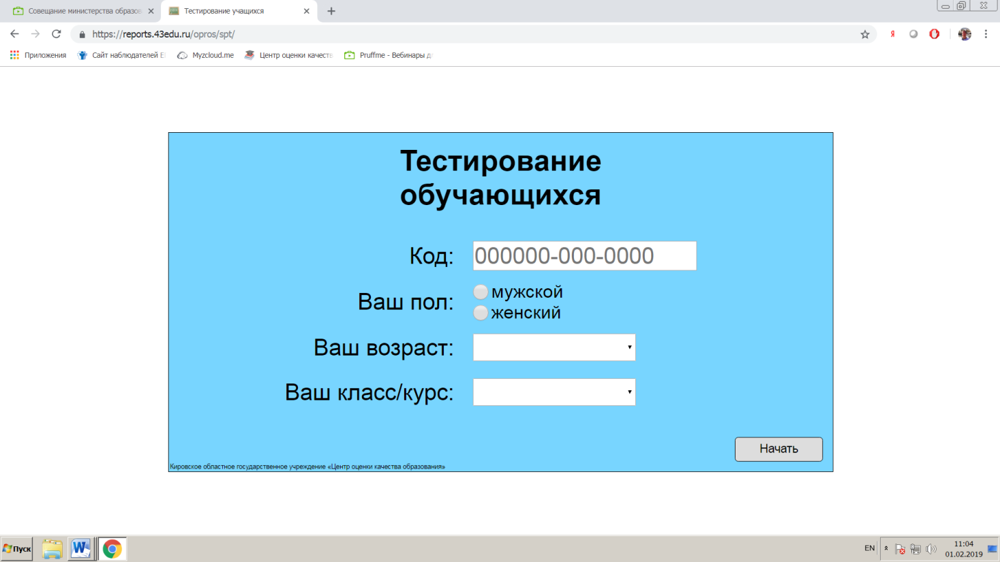 Совещание министерства образов
Тестирование учащихся
https://reports.43edu.ru/opros/spt/
Приложения
Сайт наблюдателей Е
Myzcloud.me
Центр оценки качеств
Pruffme - Вебинары д
Тестирование
обучающихся
Код: 000000-000-0000
Ваш пол:
мужской
женский
Ваш возраст:
Ваш класс/курс:
Начать
Кировское областное государственное учреждение «Центр оценки качества образования»
Пуск
EN
11:04
01.02.2019